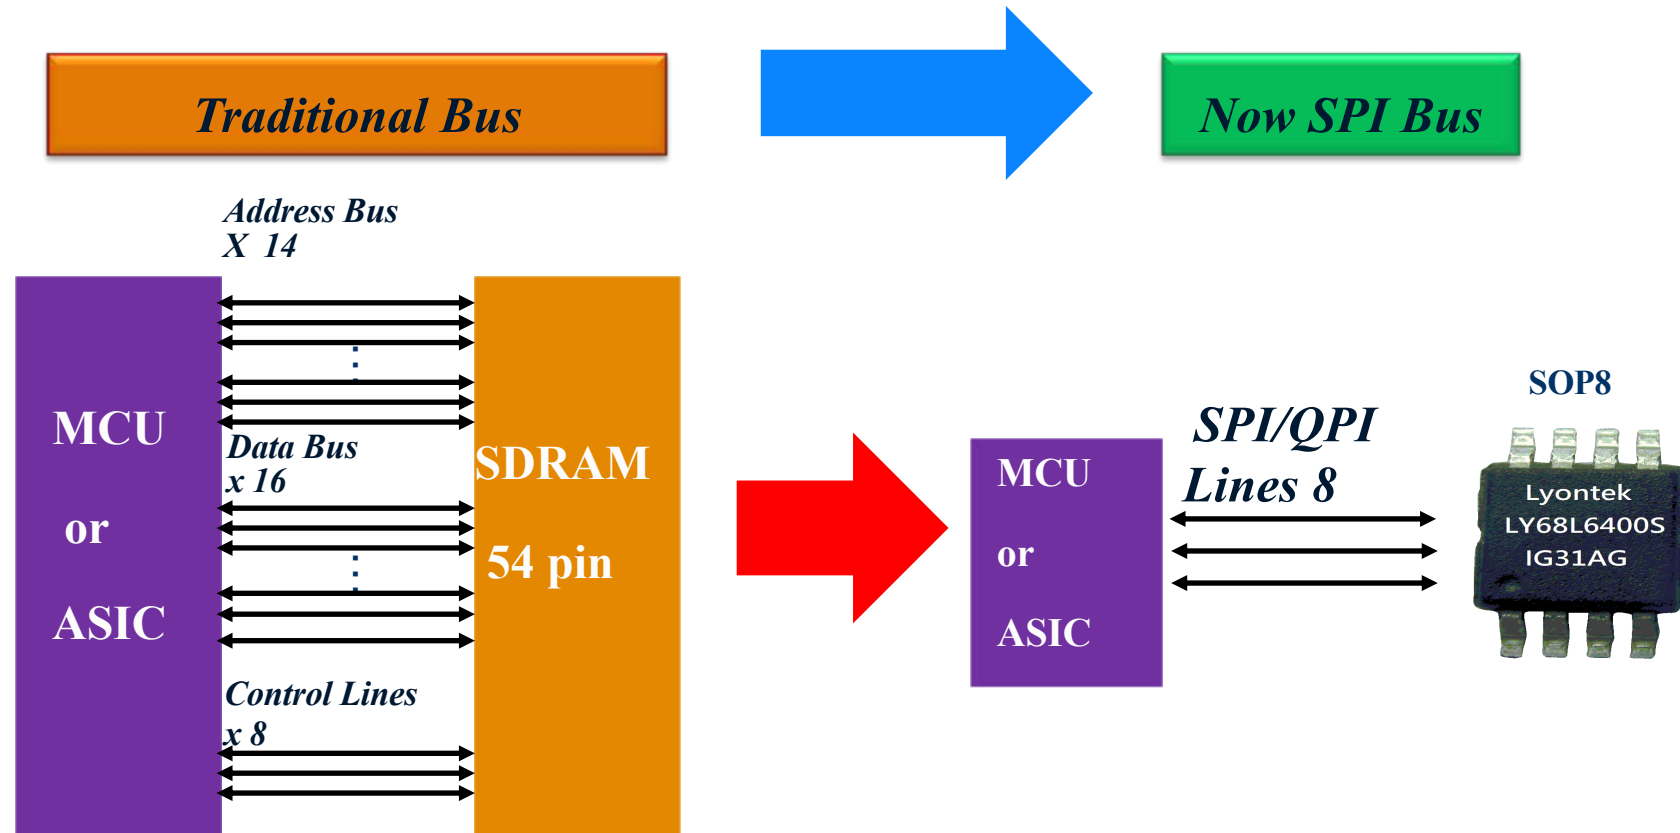 Traditional Bus
Now SPI Bus
Address Bus
X 14
MCU
or
ASIC
Data Bus
x 16
SDRAM
54 pin
Control Lines
x 8
SPI/QPI
Lines 8
MCU
or
ASIC
SOP8
Lyontek
LY68L6400S
IG31AG